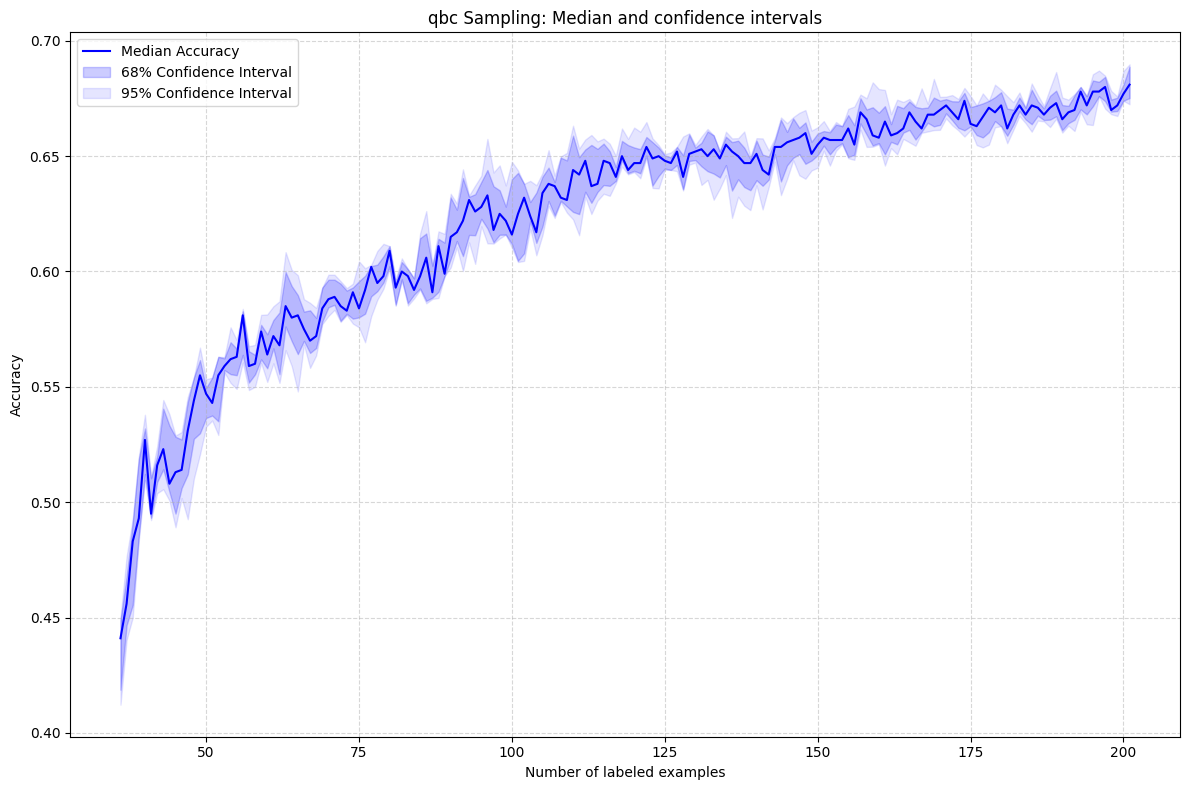 qbc Sampling: Median and confidence intervals
Median Accuracy
68% Confidence Interval
95% Confidence Interval
0.70
0.65
0.60
0.55
0.50
0.45
0.40
Accuracy
50 75 100 125 150 175 200
Number of labeled examples